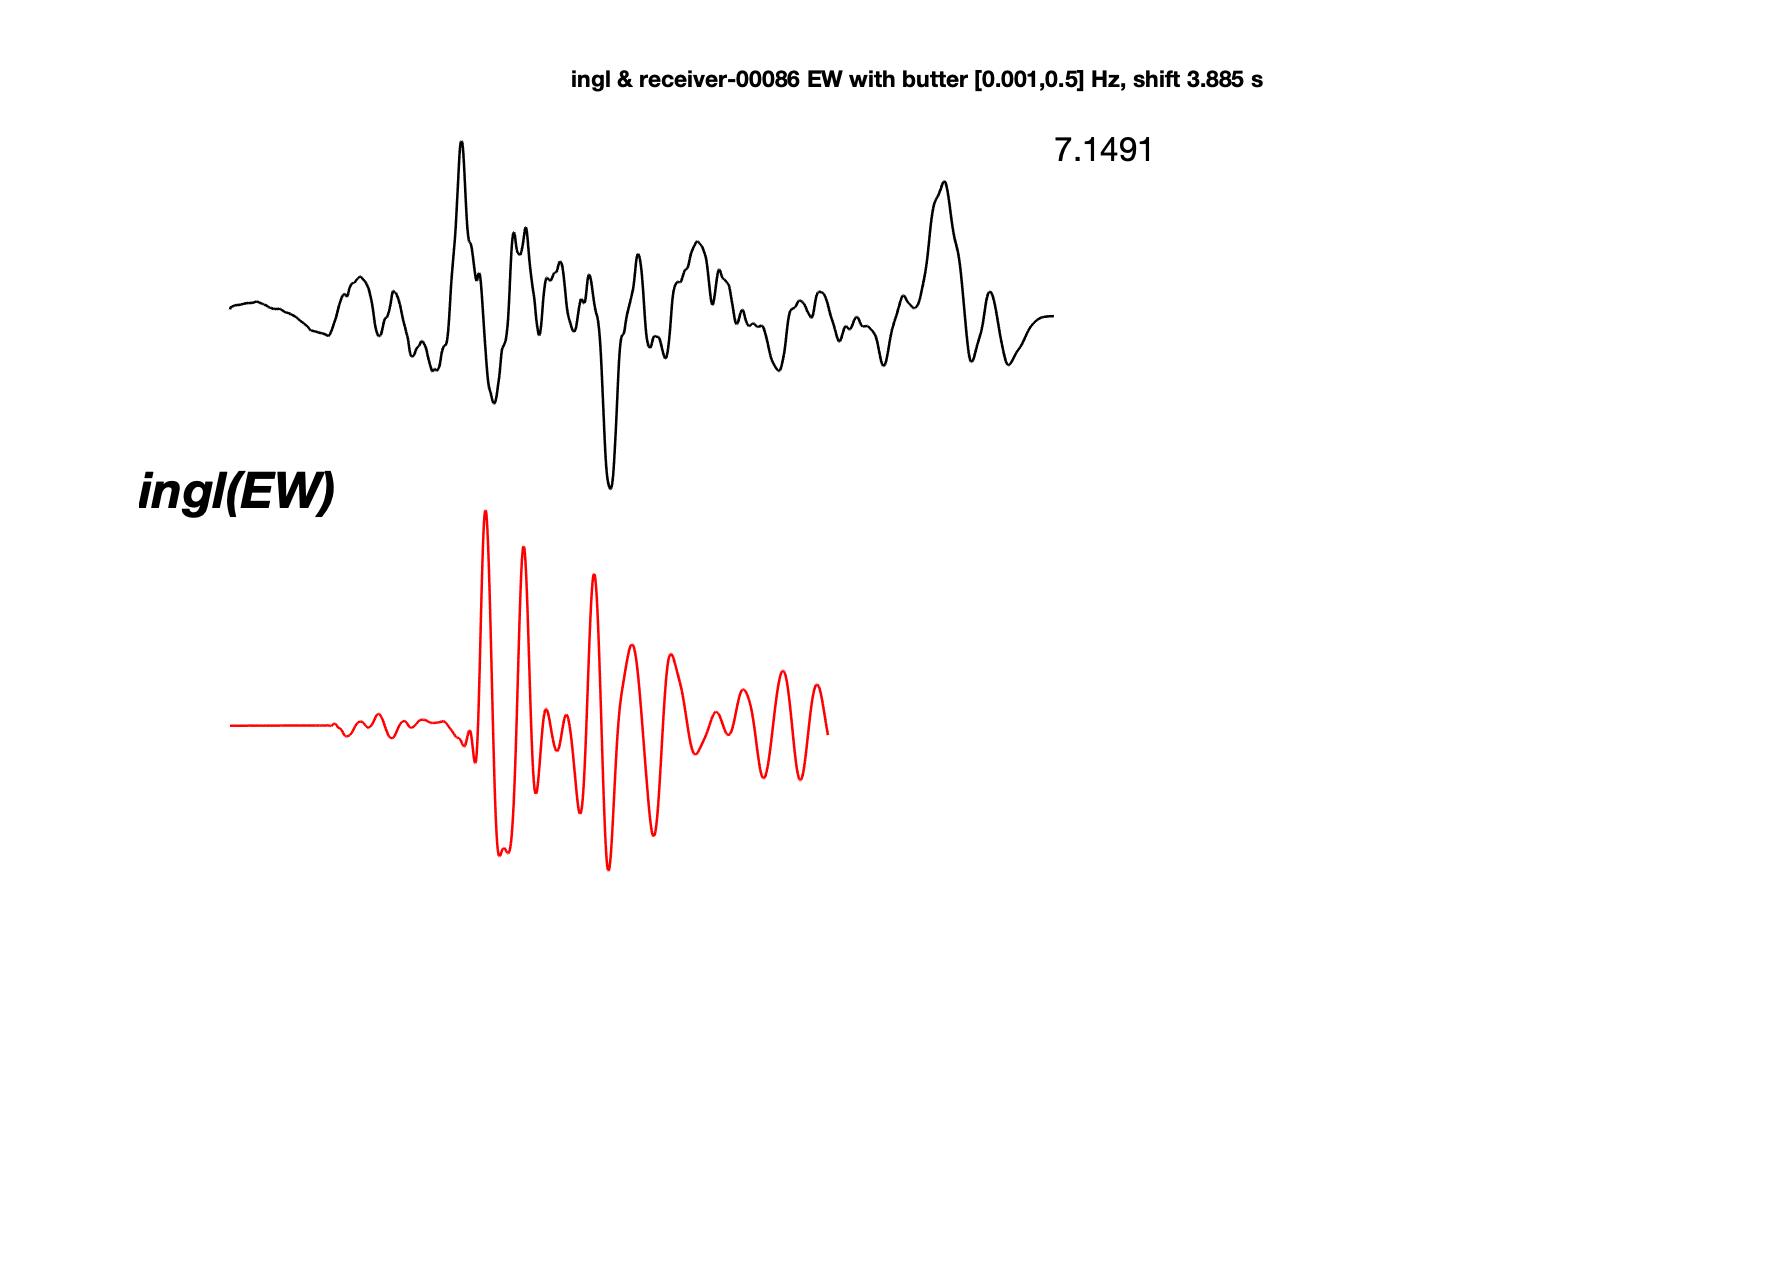 ingl & receiver-00086 EW with butter [0.001,0.5] Hz, shift 3.885 s
7.1491
ingl(EW)